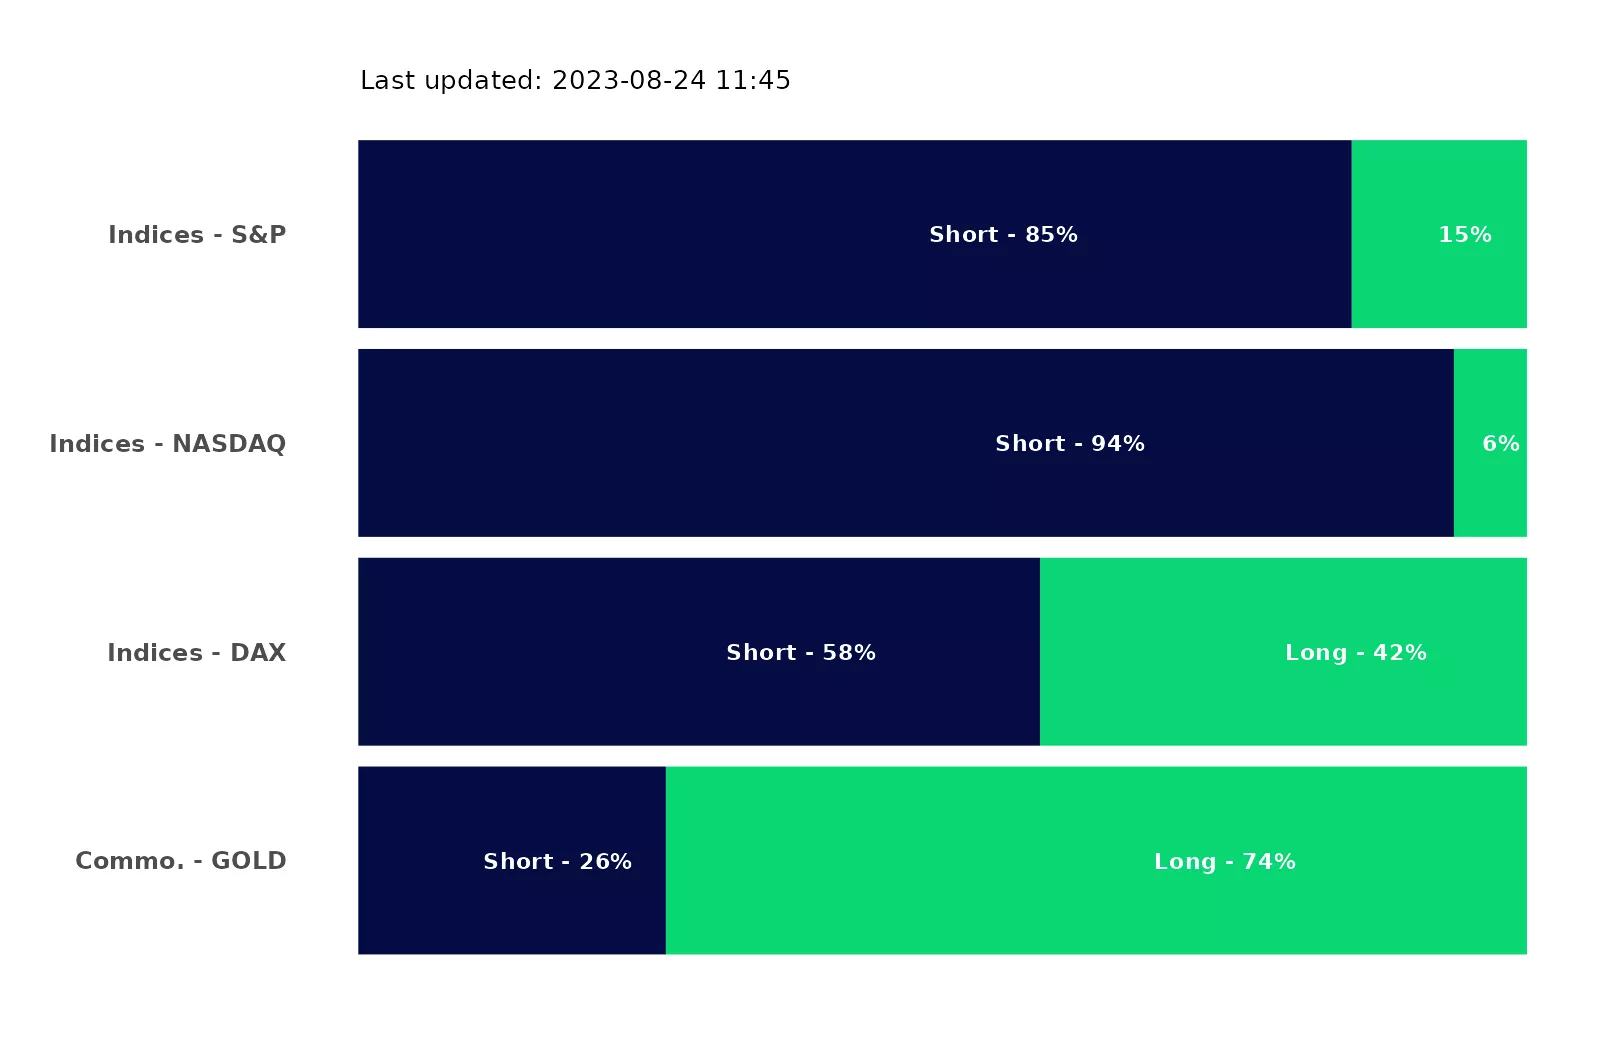 Last updated: 2023-08-24 11:45
Indices - S&P Short - 85% 15%
Indices - NASDAQ Short - 94% 6%
Indices - DAX Short - 58% Long - 42%
Commo. - GOLD Short - 26% Long - 74%